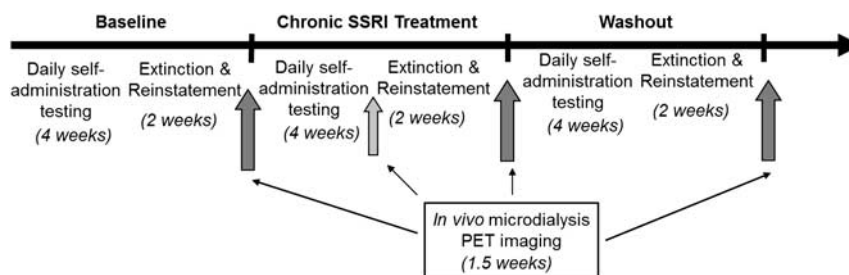 Baseline
Chronic SSRI Treatment
Washout
Daily self-
administration
testing
(4 weeks)
Extinction &
Reinstatement
(2 weeks)
Daily self-
administration
testing
(4 weeks)
Extinction &
Reinstatement
(2 weeks)
Daily self-
administration
testing
(4 weeks)
Extinction &
Reinstatement
(2 weeks)
In vivo microdialysis
PET imaging
(1.5 weeks)